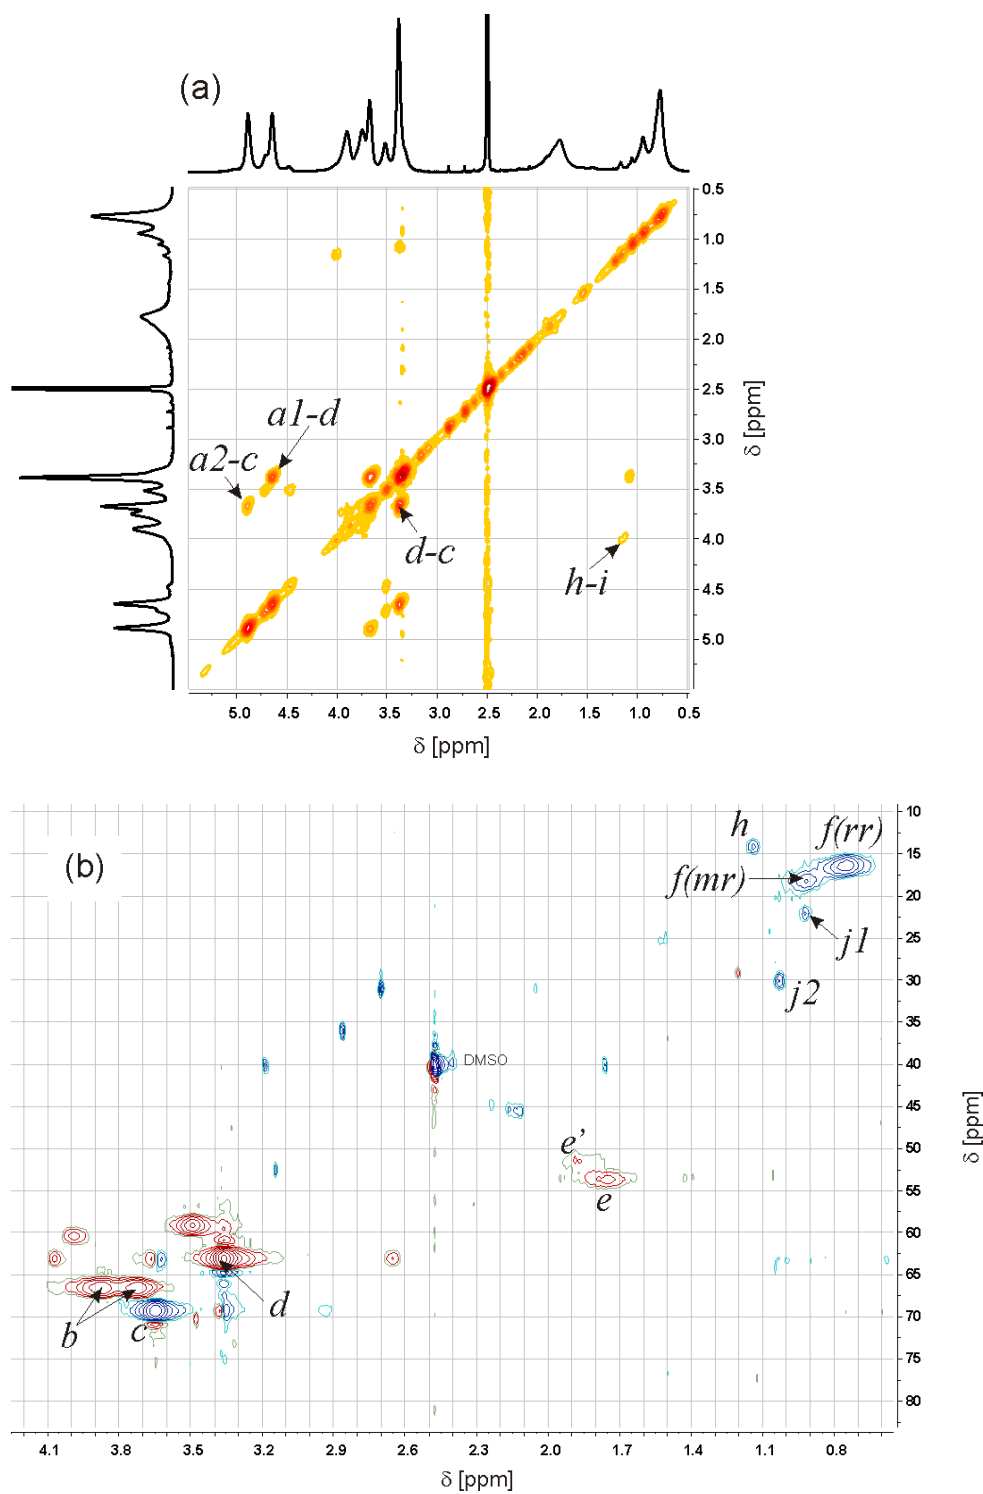 (a)
0.5
1.0
1.5
2.0
2.5
3.0
3.5
4.0
4.5
5.0
δ [ppm]
a1-d
a2-c
d-c
h-i
5.0 4.5 4.0 3.5 3.0 2.5 2.0 1.5 1.0 0.5
δ [ppm]
(b)
10
15
20
25
30
35
40
45
50
55
60
65
70
75
80
δ [ppm]
h
f(rr)
f(mr)
j1
j2
DMSO
e’
e
d
b
c
4.1 3.8 3.5 3.2 2.9 2.6 2.3 2.0 1.7 1.4 1.1 0.8
δ [ppm]